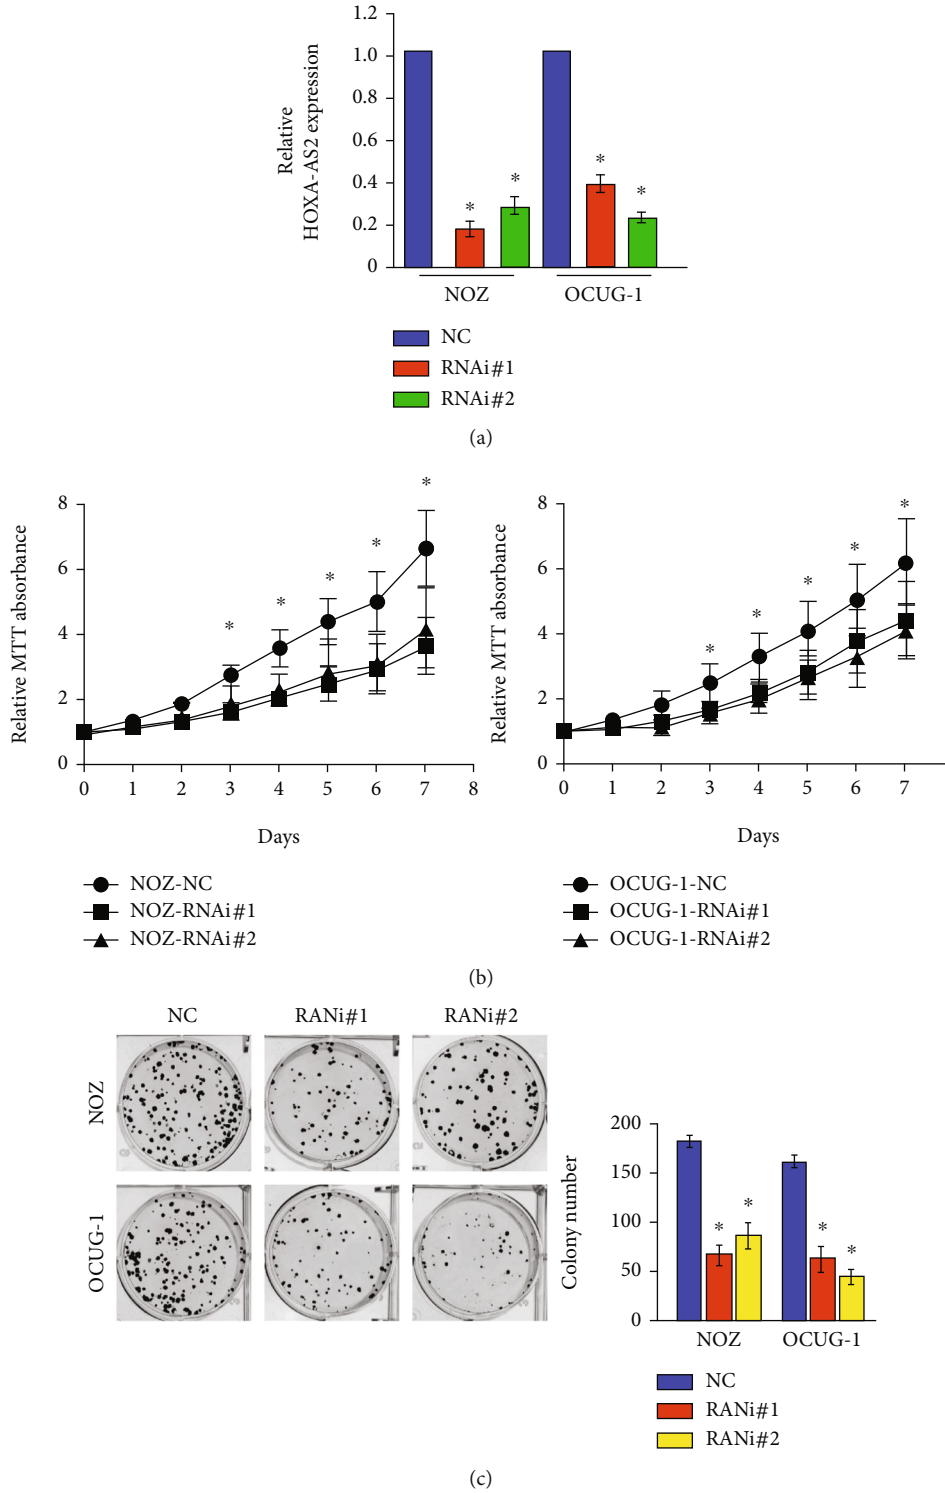 1.2
1.0
0.8
0.6
0.4
0.2
0
Relative
HOXA-AS2 expression
* * * *
NOZ OCUG-1
NC
RNAi#1
RNAi#2
(a)
8
6
4
2
0
Relative MTT absorbance
* * * * *
0 1 2 3 4 5 6 7 8
Days
NOZ-NC
NOZ-RNAi#1
NOZ-RNAi#2
8
6
4
2
0
Relative MTT absorbance
* * * * *
0 1 2 3 4 5 6 7
Days
OCUG-1-NC
OCUG-1-RNAi#1
OCUG-1-RNAi#2
(b)
NC RANi#1 RANi#2
NOZ
OCUG-1
200
150
100
50
0
Colony number
* * * *
NOZ OCUG-1
NC
RANi#1
RANi#2
(c)